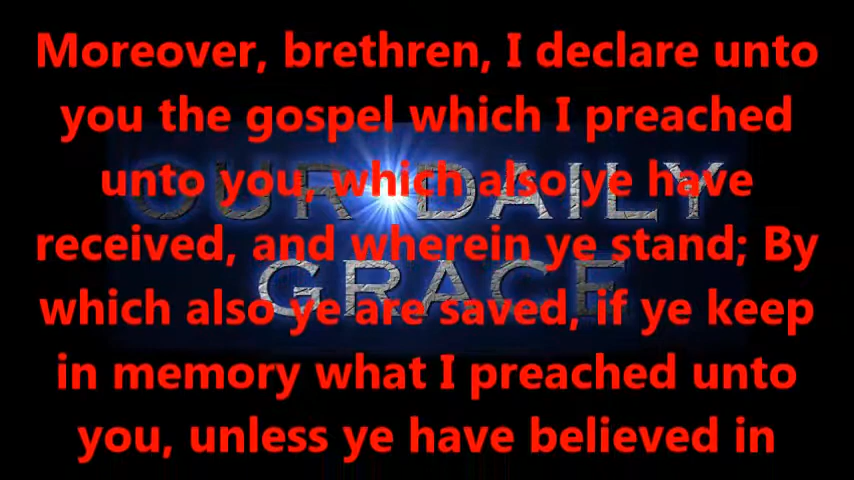 Moreover, brethren, I declare unto
you the gospel which I preached
unto you, which also ye have
received, and wherein ye stand; By
which also ye are saved, if ye keep
in memory what I preached unto
you, unless ye have believed in
OUR DAILY
GRACE